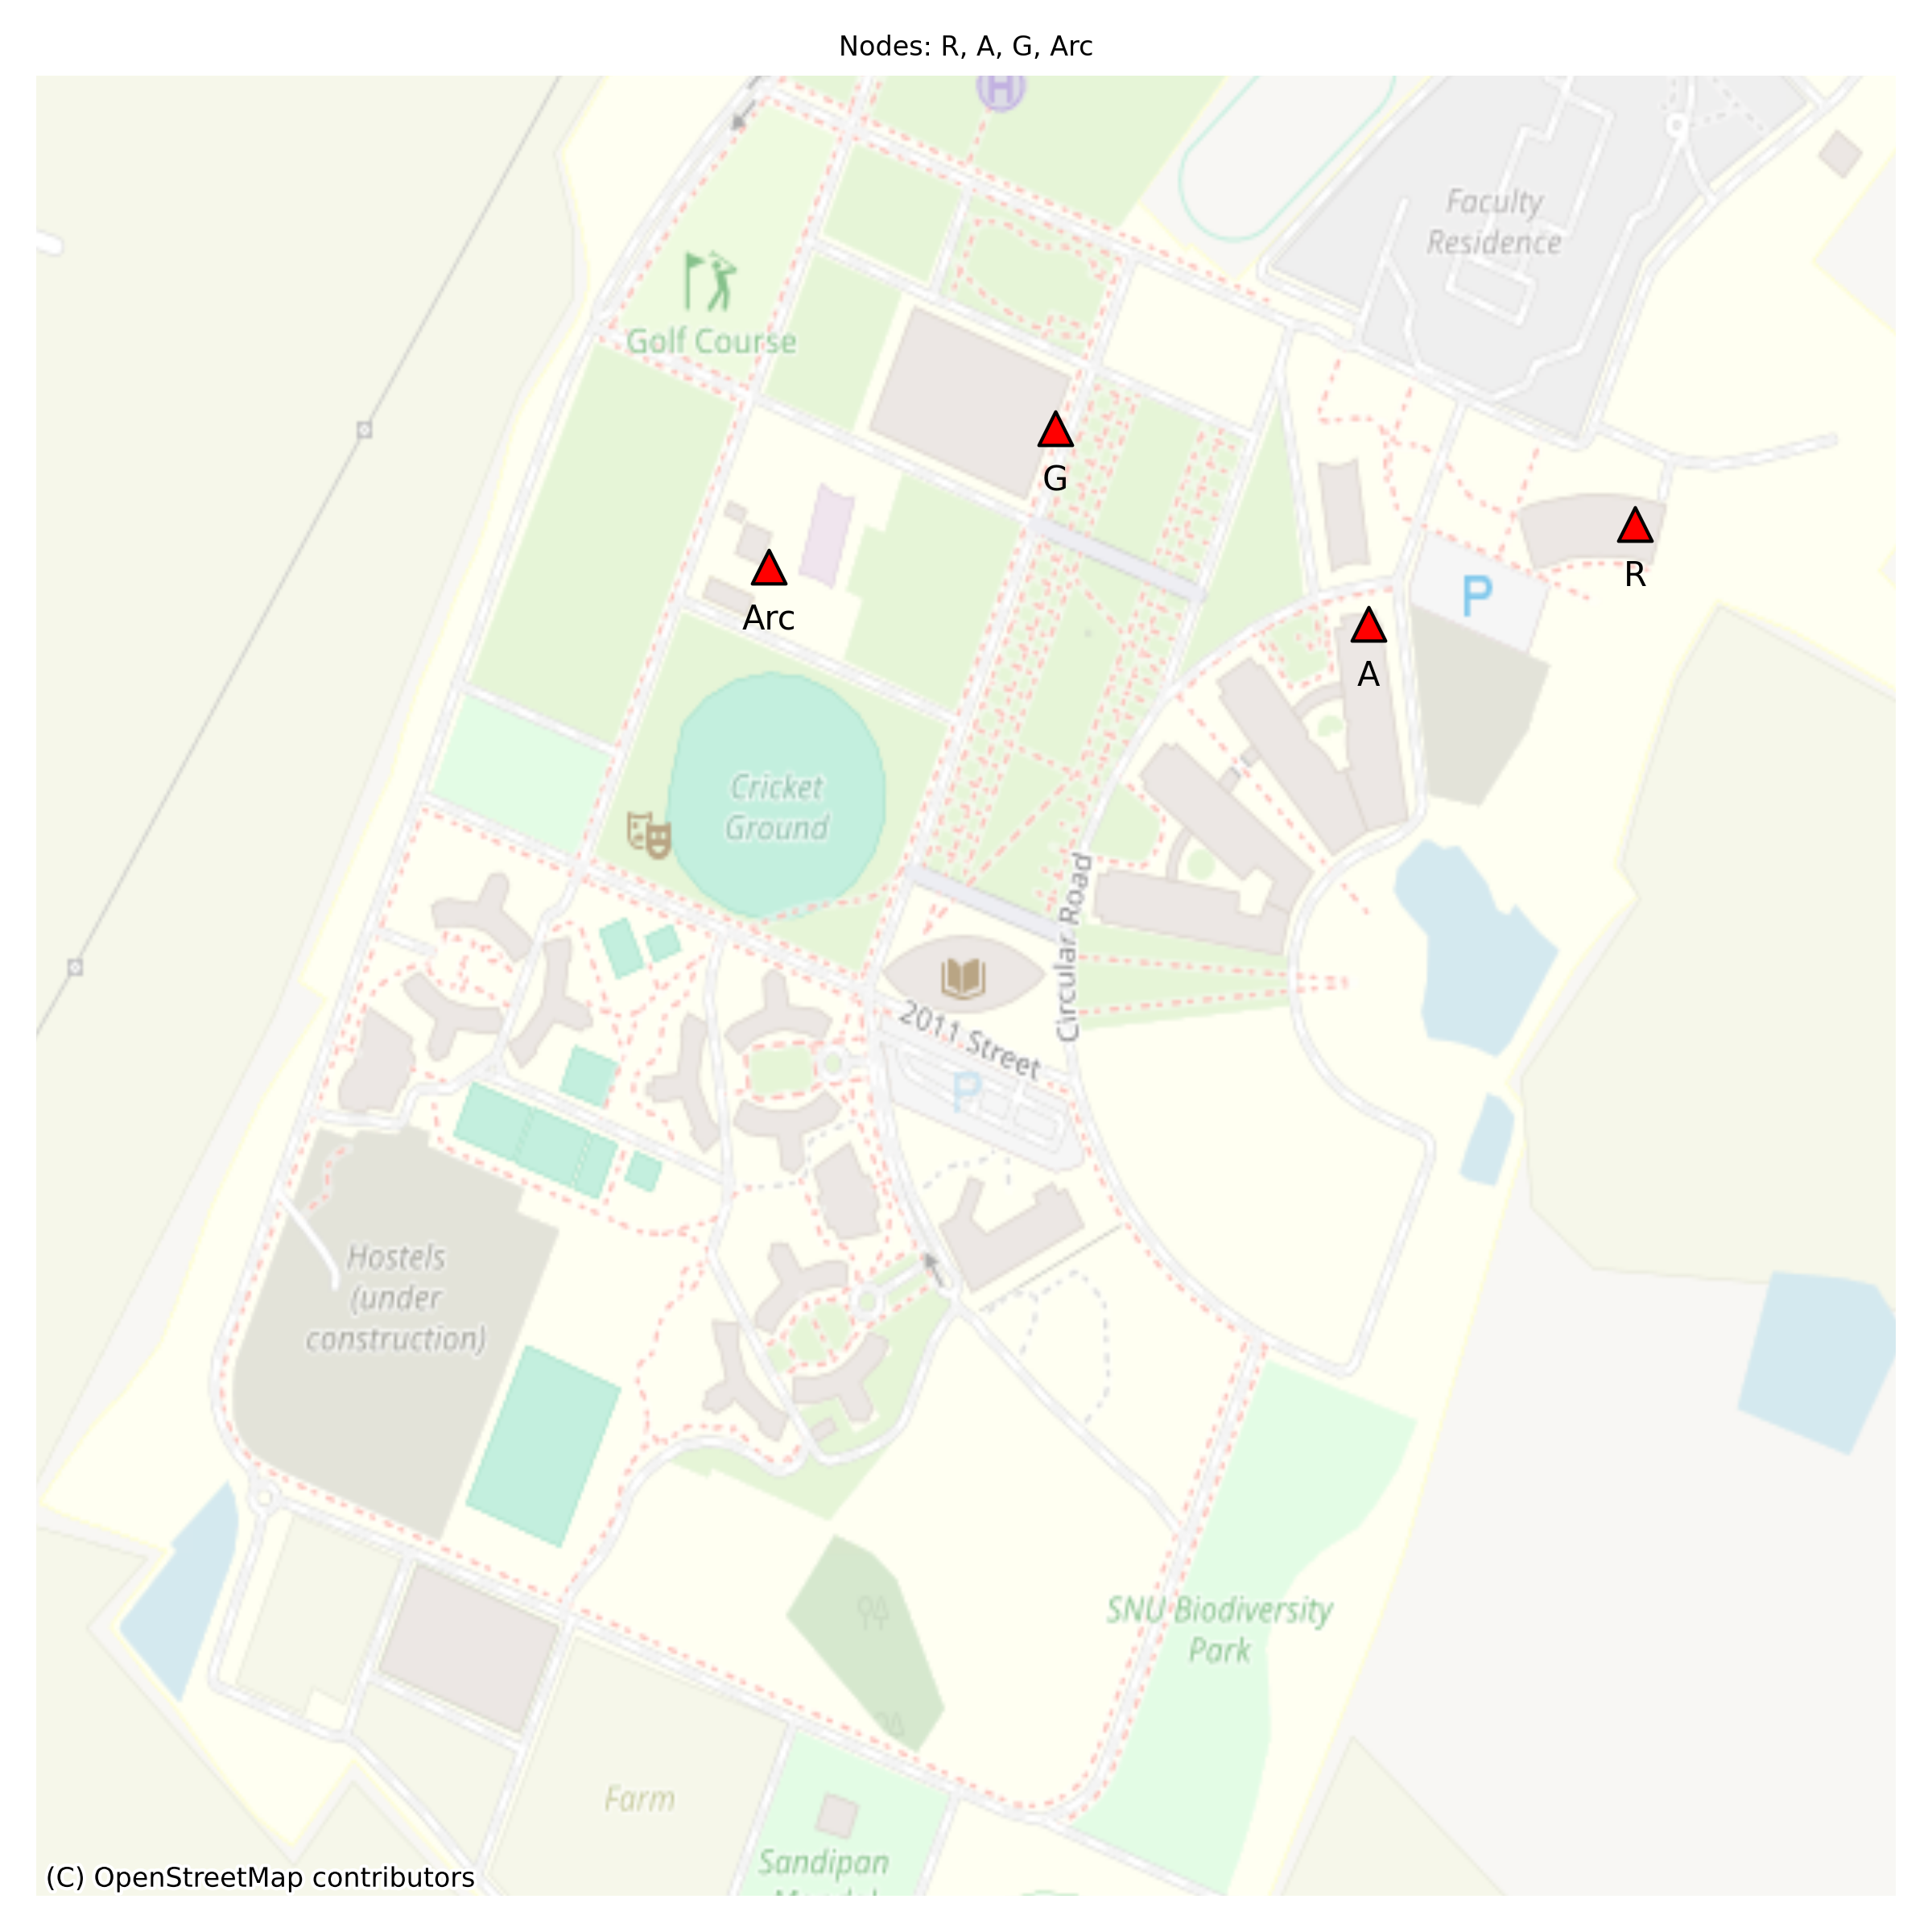 Nodes: R, A, G, Arc
H
Faculty
Residence
Golf Course
G
R
Arc
P
A
Cricket
Ground
Circular Road
2011 Street
P
Hostels
(under
construction)
SNU Biodiversity
Park
Farm
Sandipan
(C) OpenStreetMap contributors